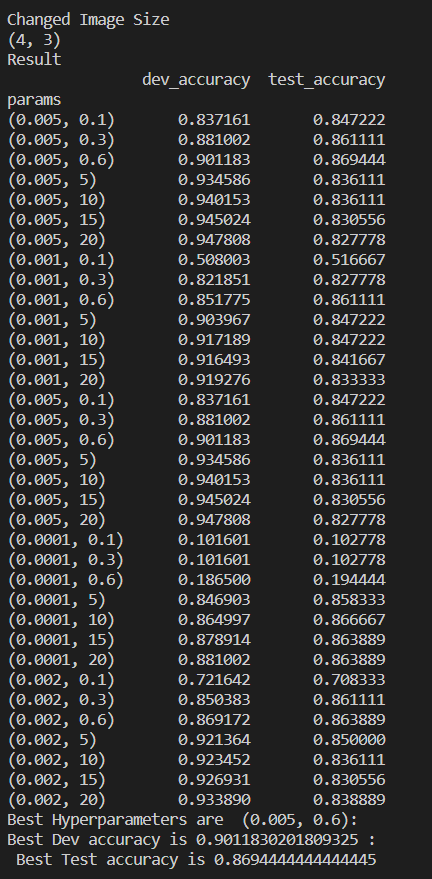 Changed Image Size
(4, 3)
Result
dev_accuracy test_accuracy
params
(0.005, 0.1) 0.837161 0.847222
(0.005, 0.3) 0.881002 0.861111
(0.005, 0.6) 0.901183 0.869444
(0.005, 5) 0.934586 0.836111
(0.005, 10) 0.940153 0.836111
(0.005, 15) 0.945024 0.830556
(0.005, 20) 0.947808 0.827778
(0.001, 0.1) 0.508003 0.516667
(0.001, 0.3) 0.821851 0.827778
(0.001, 0.6) 0.851775 0.861111
(0.001, 5) 0.903967 0.847222
(0.001, 10) 0.917189 0.847222
(0.001, 15) 0.916493 0.841667
(0.001, 20) 0.919276 0.833333
(0.005, 0.1) 0.837161 0.847222
(0.005, 0.3) 0.881002 0.861111
(0.005, 0.6) 0.901183 0.869444
(0.005, 5) 0.934586 0.836111
(0.005, 10) 0.940153 0.836111
(0.005, 15) 0.945024 0.830556
(0.005, 20) 0.947808 0.827778
(0.0001, 0.1) 0.101601 0.102778
(0.0001, 0.3) 0.101601 0.102778
(0.0001, 0.6) 0.186500 0.194444
(0.0001, 5) 0.846903 0.858333
(0.0001, 10) 0.864997 0.866667
(0.0001, 15) 0.878914 0.863889
(0.0001, 20) 0.881002 0.863889
(0.002, 0.1) 0.721642 0.708333
(0.002, 0.3) 0.850383 0.861111
(0.002, 0.6) 0.869172 0.863889
(0.002, 5) 0.921364 0.850000
(0.002, 10) 0.923452 0.836111
(0.002, 15) 0.926931 0.830556
(0.002, 20) 0.933890 0.838889
Best Hyperparameters are  (0.005, 0.6):
Best Dev accuracy is 0.9011830201809325 :
 Best Test accuracy is 0.8694444444444445